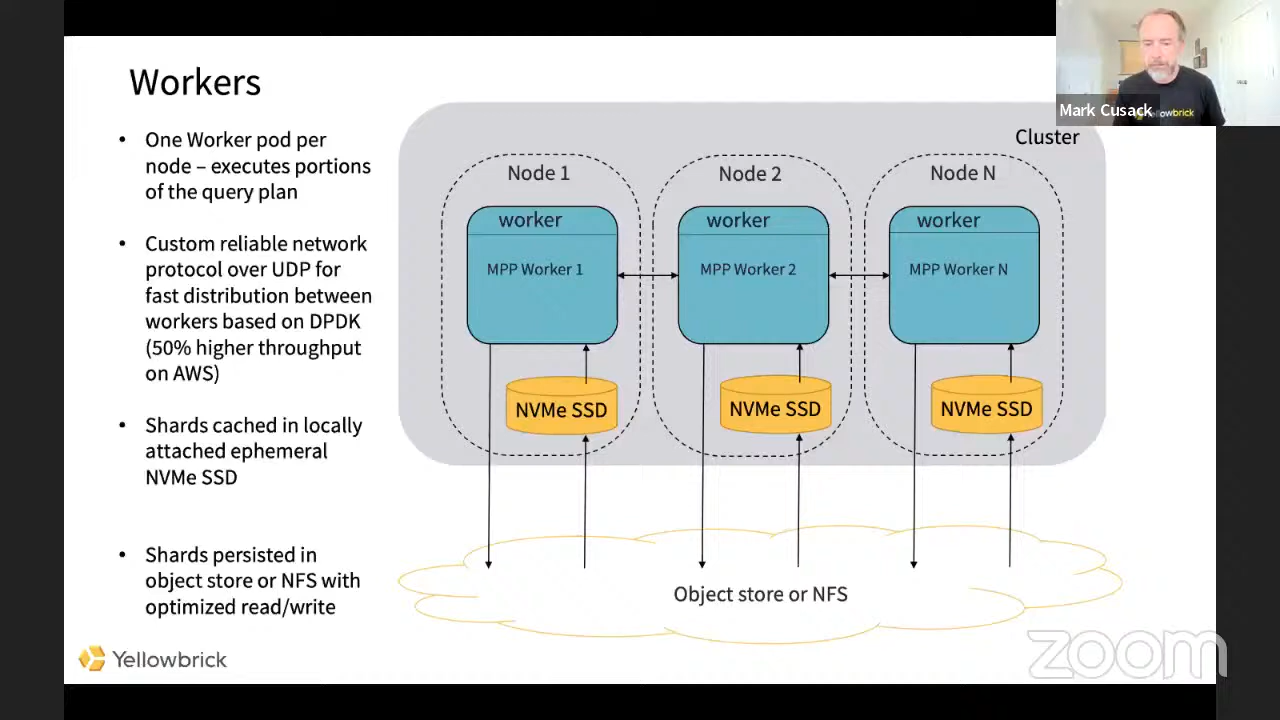 Workers
• One Worker pod per
node – executes portions
of the query plan
• Custom reliable network
protocol over UDP for
fast distribution between
workers based on DPDK
(50% higher throughput
on AWS)
• Shards cached in locally
attached ephemeral
NVMe SSD
• Shards persisted in
object store or NFS with
optimized read/write
Cluster
Node 1
Node 2
Node N
worker
worker
worker
MPP Worker 1
MPP Worker 2
MPP Worker N
NVMe SSD
NVMe SSD
NVMe SSD
Object store or NFS
Yellowbrick
Mark Cusack
zoom